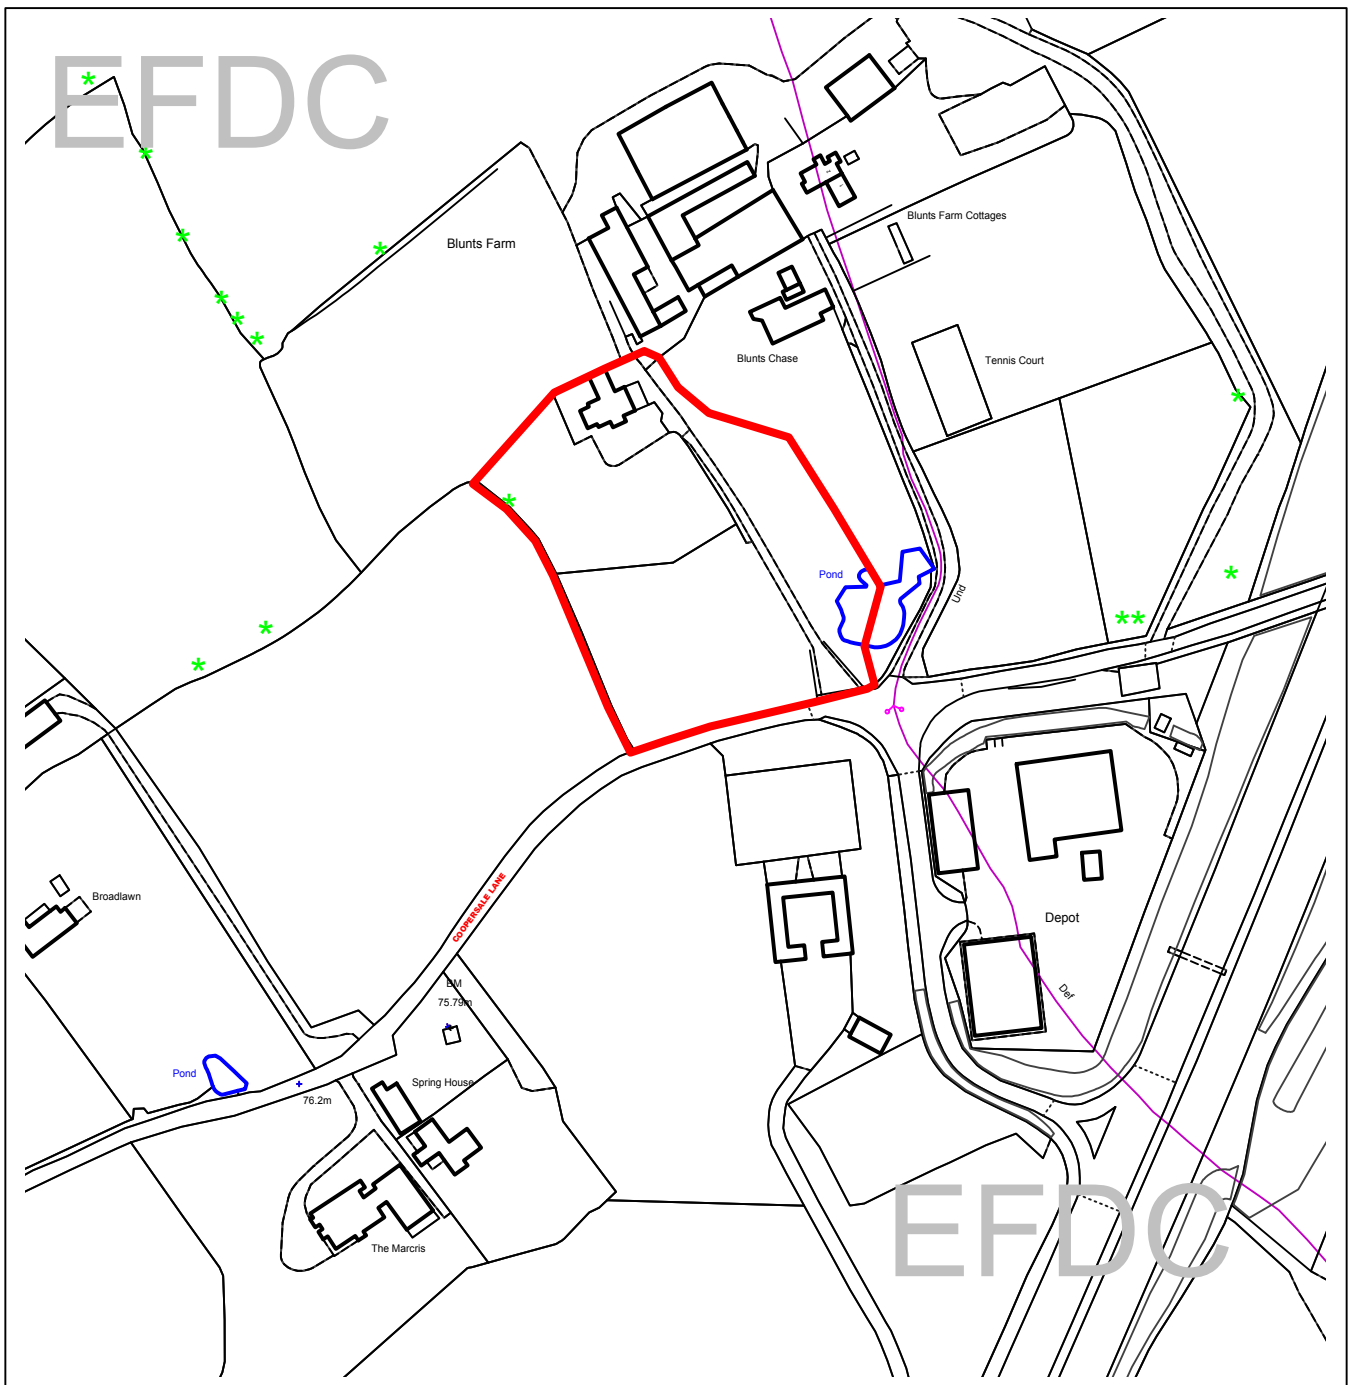 EFDC
Blunts Farm
Blunts Farm Cottages
Blunts Chase
Tennis Court
Pond
Und
COOPERSALE LANE
Broadlawn
Depot
BM
75.79m
Def
Pond
76.2m
Spring House
The Marcris
EFDC